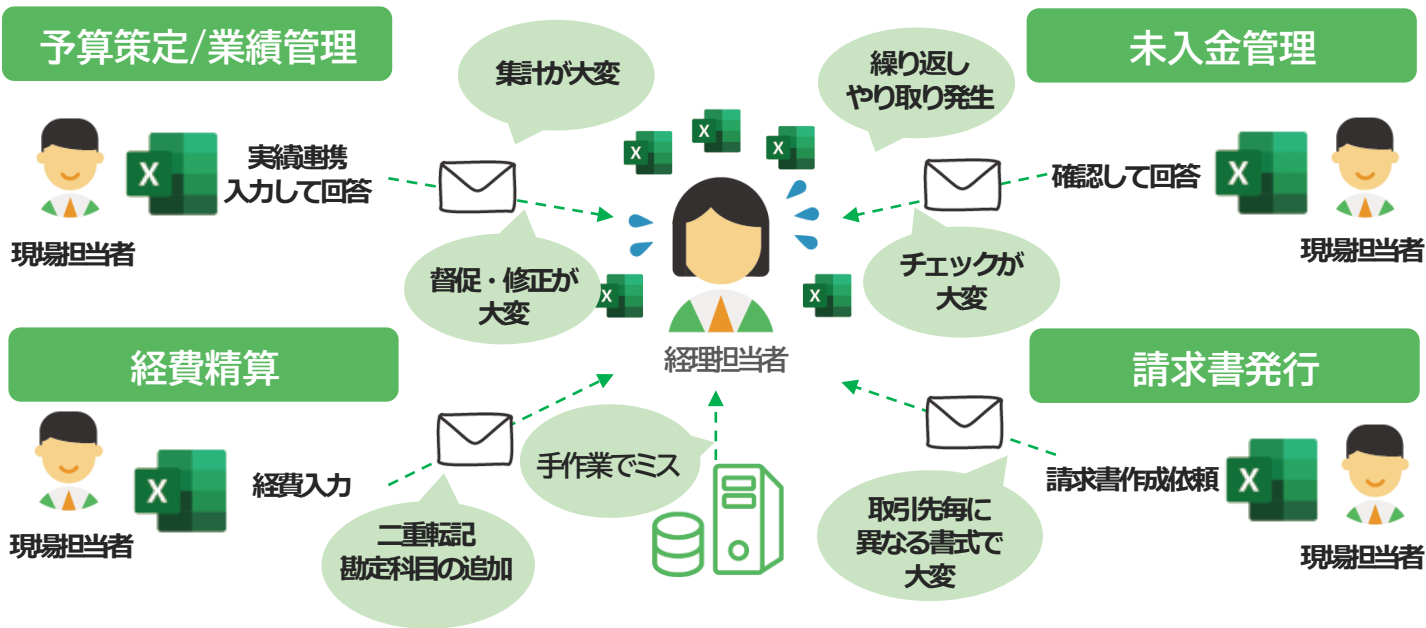 予算策定/業績管理
集計が大変
実績連携
入力して回答
現場担当者
督促・修正が
大変
繰り返し
やり取り発生
未入金管理
確認して回答
現場担当者
チェックが
大変
経理担当者
経費精算
経費入力
現場担当者
二重転記
勘定科目の追加
手作業でミス
請求書発行
請求書作成依頼
現場担当者
取引先毎に
異なる書式で
大変
X
X
X
X
X
X
X
X
X